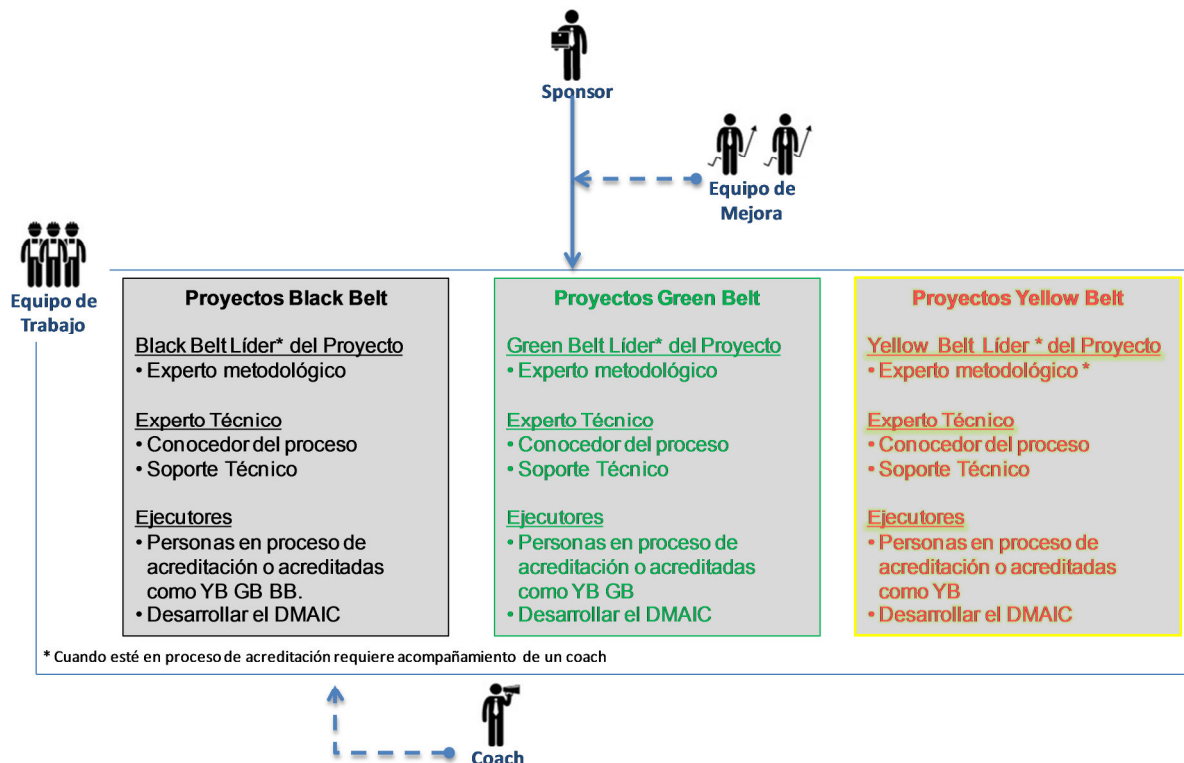 Sponsor
Equipo de
Mejora
Equipo de
Trabajo
Proyectos Black Belt
Black Belt Líder* del Proyecto
• Experto metodológico
Experto Técnico
• Conocedor del proceso
• Soporte Técnico
Ejecutores
• Personas en proceso de
acreditación o acreditadas
como YB GB BB.
• Desarrollar el DMAIC
Proyectos Green Belt
Green Belt Líder* del Proyecto
• Experto metodológico
Experto Técnico
• Conocedor del proceso
• Soporte Técnico
Ejecutores
• Personas en proceso de
acreditación o acreditadas
como YB GB
• Desarrollar el DMAIC
Proyectos Yellow Belt
Yellow Belt Líder * del Proyecto
• Experto metodológico *
Experto Técnico
• Conocedor del proceso
• Soporte Técnico
Ejecutores
• Personas en proceso de
acreditación o acreditadas
como YB
• Desarrollar el DMAIC
* Cuando esté en proceso de acreditación requiere acompañamiento de un coach
Coach